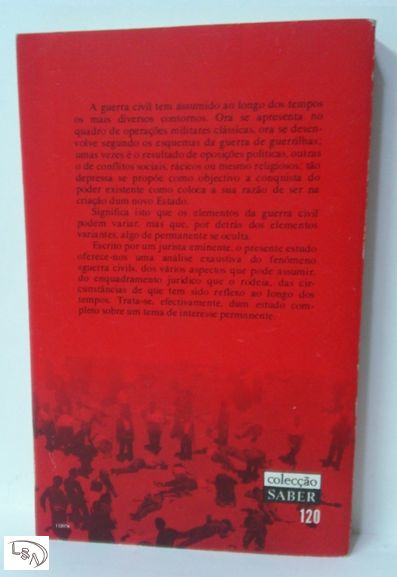 A guerra civil tem assumido ao longo dos tempos
os mais diversos contornos. Ora se apresenta no
quadro de operações militares clássicas, ora se desen-
volve segundo os esquemas da guerra de guerrilhas;
umas vezes é o resultado de oposições políticas, outras
o de conflitos sociais, rácicos ou mesmo religiosos; tão
depressa se propõe como objectivo a conquista do
poder existente como coloca a sua razão de ser na
criação dum novo Estado.
Significa isto que os elementos da guerra civil
podem variar, mas que, por detrás dos elementos
variantes, algo de permanente se oculta.
Escrito por um jurista eminente, o presente estudo
oferece-nos uma análise exaustiva do fenómeno
«guerra civil», dos vários aspectos que pode assumir,
do enquadramento jurídico que o rodeia, das cir-
cunstâncias de que tem sido reflexo ao longo dos
tempos. Trata-se, efectivamente, dum estudo com-
pleto sobre um tema de interesse permanente.
colecção
SABER
120
LSA